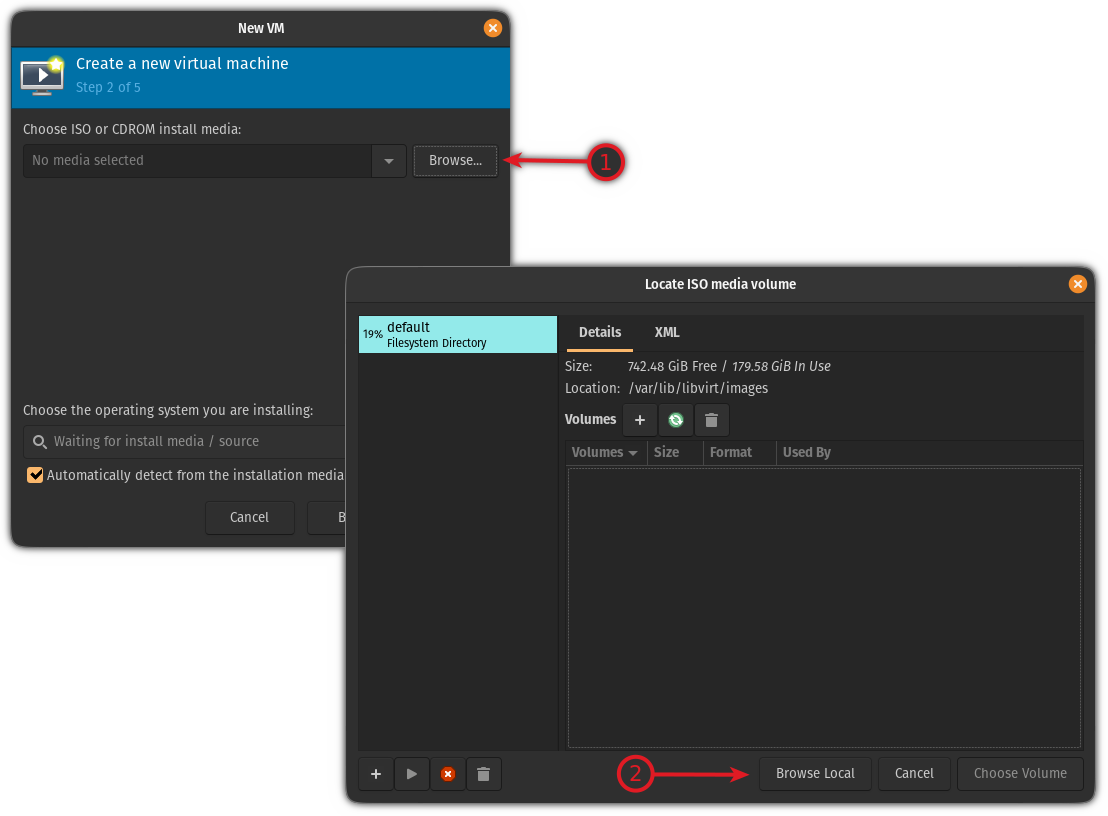 New VM
Create a new virtual machine
Step 2 of 5
Choose ISO or CDROM install media:
No media selected
Browse...
1
Locate ISO media volume
19% default
Filesystem Directory
Details XML
Size: 742.48 GiB Free / 179.58 GiB In Use
Location: /var/lib/libvirt/images
Volumes
Volumes Size Format Used By
Choose the operating system you are installing:
Waiting for install media / source
Automatically detect from the installation media
Cancel B
2
Browse Local Cancel Choose Volume